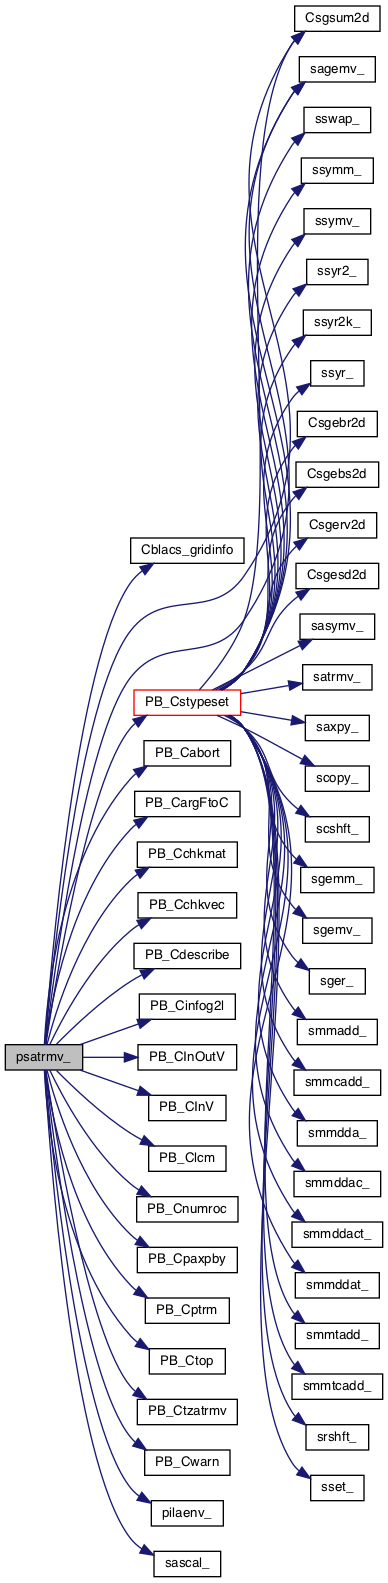 Csgsum2d
sagemv_
sswap_
ssymm_
ssymv_
ssyr2_
ssyr2k_
ssyr_
Csgebr2d
Csgebs2d
Csgerv2d
Cblacs_gridinfo
Csgesd2d
sasymv_
satrmv_
PB_Cstypeset
saxpy_
PB_Cabort
scopy_
PB_CargFtoC
scshft_
PB_Cchkmat
sgemm_
PB_Cchkvec
sgemv_
PB_Cdescribe
sger_
PB_Cinfog2l
smmadd_
psatrmv_
PB_CInOutV
smmcadd_
PB_CInV
smmdda_
PB_Clcm
smmddac_
PB_Cnumroc
smmddact_
PB_Cpaxpby
smmddat_
PB_Cptrm
smmtadd_
PB_Ctop
smmtcadd_
PB_Ctzatrmv
srshft_
PB_Cwarn
sset_
pilaenv_
sascal_